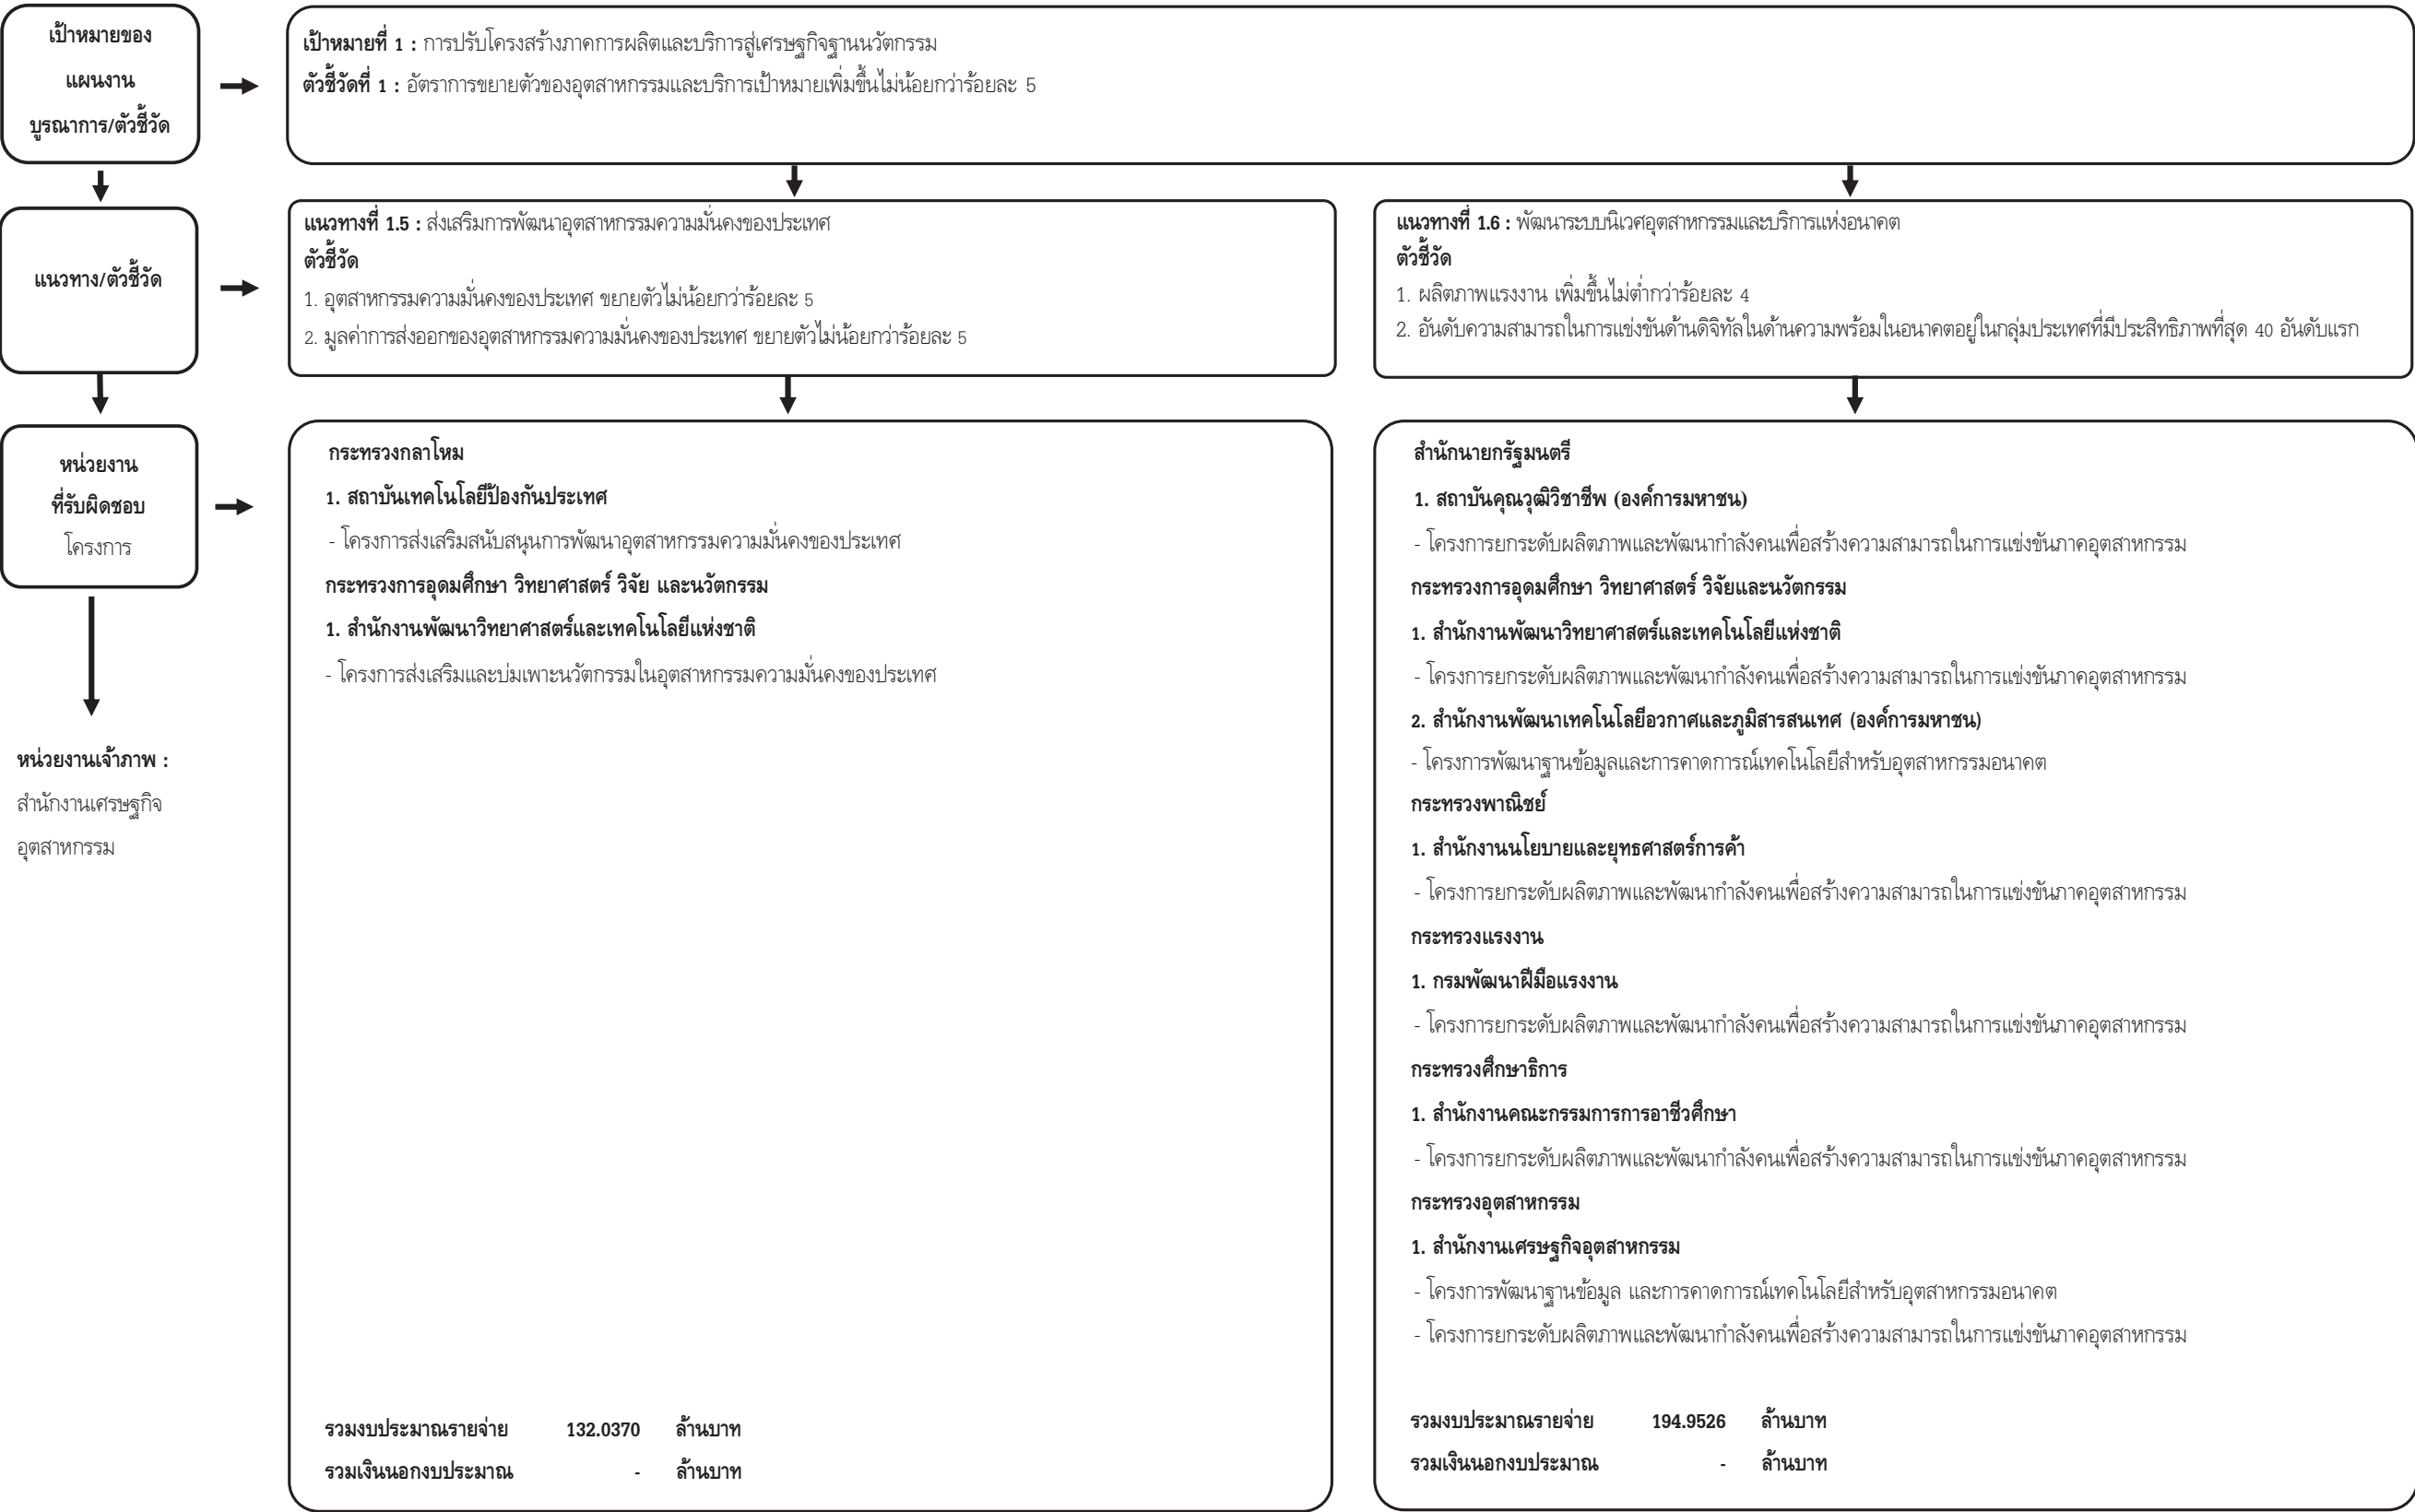 เป้าหมายของ
แผนงาน
บูรณาการ/ตัวชี้วัด
เป้าหมายที่ 1 : การปรับโครงสร้างภาคการผลิตและบริการสู่เศรษฐกิจฐานนวัตกรรม
ตัวชี้วัดที่ 1 : อัตราการขยายตัวของอุตสาหกรรมและบริการเป้าหมายเพิ่มขึ้นไม่น้อยกว่าร้อยละ 5
แนวทาง/ตัวชี้วัด
แนวทางที่ 1.5 : ส่งเสริมการพัฒนาอุตสาหกรรมความมั่นคงของประเทศ
ตัวชี้วัด
1. อุตสาหกรรมความมั่นคงของประเทศ ขยายตัวไม่น้อยกว่าร้อยละ 5
2. มูลค่าการส่งออกของอุตสาหกรรมความมั่นคงของประเทศ ขยายตัวไม่น้อยกว่าร้อยละ 5
แนวทางที่ 1.6 : พัฒนาระบบนิเวศอุตสาหกรรมและบริการแห่งอนาคต
ตัวชี้วัด
1. ผลิตภาพแรงงาน เพิ่มขึ้นไม่ต่ำกว่าร้อยละ 4
2. อันดับความสามารถในการแข่งขันด้านดิจิทัลในด้านความพร้อมในอนาคตอยู่ในกลุ่มประเทศที่มีประสิทธิภาพที่สุด 40 อันดับแรก
หน่วยงาน
ที่รับผิดชอบ
โครงการ
หน่วยงานเจ้าภาพ :
สำนักงานเศรษฐกิจ
อุตสาหกรรม
กระทรวงกลาโหม
1. สถาบันเทคโนโลยีป้องกันประเทศ
- โครงการส่งเสริมสนับสนุนการพัฒนาอุตสาหกรรมความมั่นคงของประเทศ
กระทรวงการอุดมศึกษา วิทยาศาสตร์ วิจัย และนวัตกรรม
1. สำนักงานพัฒนาวิทยาศาสตร์และเทคโนโลยีแห่งชาติ
- โครงการส่งเสริมและบ่มเพาะนวัตกรรมในอุตสาหกรรมความมั่นคงของประเทศ
รวมงบประมาณรายจ่าย 132.0370 ล้านบาท
รวมเงินนอกงบประมาณ - ล้านบาท
สำนักนายกรัฐมนตรี
1. สถาบันคุณวุฒิวิชาชีพ (องค์การมหาชน)
- โครงการยกระดับผลิตภาพและพัฒนากำลังคนเพื่อสร้างความสามารถในการแข่งขันภาคอุตสาหกรรม
กระทรวงการอุดมศึกษา วิทยาศาสตร์ วิจัยและนวัตกรรม
1. สำนักงานพัฒนาวิทยาศาสตร์และเทคโนโลยีแห่งชาติ
- โครงการยกระดับผลิตภาพและพัฒนากำลังคนเพื่อสร้างความสามารถในการแข่งขันภาคอุตสาหกรรม
2. สำนักงานพัฒนาเทคโนโลยีอวกาศและภูมิสารสนเทศ (องค์การมหาชน)
- โครงการพัฒนาฐานข้อมูลและการคาดการณ์เทคโนโลยีสำหรับอุตสาหกรรมอนาคต
กระทรวงพาณิชย์
1. สำนักงานนโยบายและยุทธศาสตร์การค้า
- โครงการยกระดับผลิตภาพและพัฒนากำลังคนเพื่อสร้างความสามารถในการแข่งขันภาคอุตสาหกรรม
กระทรวงแรงงาน
1. กรมพัฒนาฝีมือแรงงาน
- โครงการยกระดับผลิตภาพและพัฒนากำลังคนเพื่อสร้างความสามารถในการแข่งขันภาคอุตสาหกรรม
กระทรวงศึกษาธิการ
1. สำนักงานคณะกรรมการการอาชีวศึกษา
- โครงการยกระดับผลิตภาพและพัฒนากำลังคนเพื่อสร้างความสามารถในการแข่งขันภาคอุตสาหกรรม
กระทรวงอุตสาหกรรม
1. สำนักงานเศรษฐกิจอุตสาหกรรม
- โครงการพัฒนาฐานข้อมูล และการคาดการณ์เทคโนโลยีสำหรับอุตสาหกรรมอนาคต
- โครงการยกระดับผลิตภาพและพัฒนากำลังคนเพื่อสร้างความสามารถในการแข่งขันภาคอุตสาหกรรม
รวมงบประมาณรายจ่าย 194.9526 ล้านบาท
รวมเงินนอกงบประมาณ - ล้านบาท